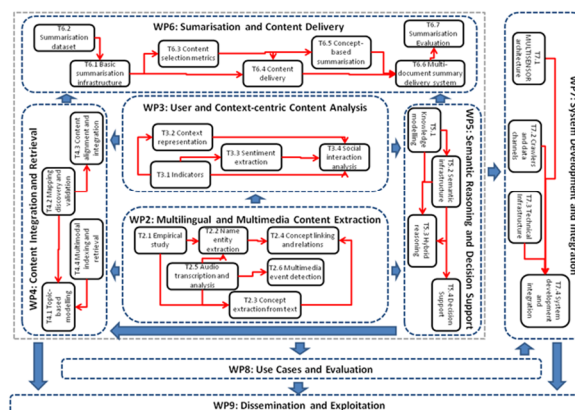 WP6: Sumarisation and Content Delivery
T6.2
Summarisation
dataset
T6.1 Basic
summarisation
infrastructure
T6.3 Content
selection metrics
T6.4 Content
delivery
T6.5 Concept-
based
summarisation
T6.7
Summarisation
Evaluation
T6.6 Multi-
document summary
delivery system
WP4: Content Integration and
Retrieval
T4.3 Content
alignment and
integration
T4.2 Mapping
discovery and
validation
T4.4 Multimodal
indexing and
retrieval
T4.1 Topic-
based
modelling
WP3: User and Context-centric Content Analysis
T3.2 Context
representation
T3.3 Sentiment
extraction
T3.1 Indicators
T3.4 Social
interaction
analysis
WP2: Multilingual and Multimedia Content Extraction
T2.1 Empirical
study
T2.2 Name
entity
extraction
T2.4 Concept linking
and relations
T2.5 Audio
transcription and
analysis
T2.6 Multimedia
event detection
T2.3 Concept
extraction from text
WP5: Semantic Reasoning and
Decision Support
T5.1
Knowledge
modelling
T5.2 Semantic
infrastructure
T5.3 Hybrid
reasoning
T5.4 Decision
Support
WP7: System Development and Integration
T7.1
MULTISENSOR
architecture
T7.2 Crawlers
and data
channels
T7.3 Technical
Infrastructure
T7.4 System
development
and
integration
WP8: Use Cases and Evaluation
WP9: Dissemination and Exploitation